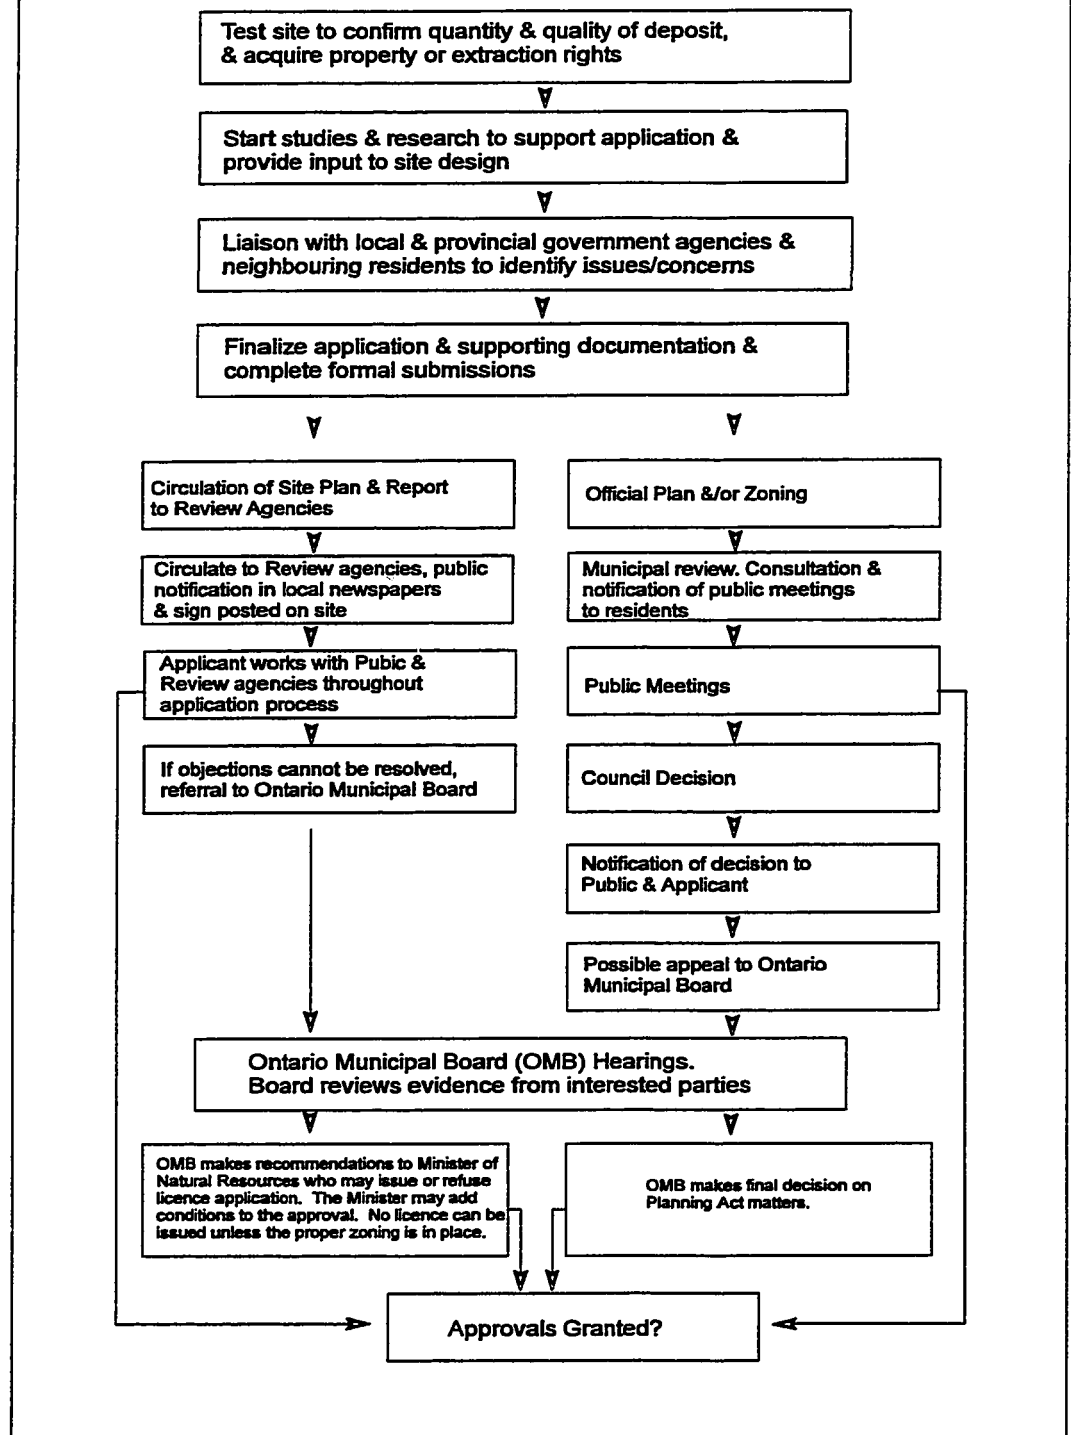 Test site to confirm quantity & quality of deposit,
& acquire property or extraction rights
Start studies & research to support application &
provide input to site design
Liaison with local & provincial government agencies &
neighbouring residents to identify issues/concerns
Finalize application & supporting documentation &
complete formal submissions
Circulation of Site Plan & Report
to Review Agencies
Circulate to Review agencies, public
notification in local newspapers
& sign posted on site
Applicant works with Pubic &
Review agencies throughout
application process
If objections cannot be resolved,
referral to Ontario Municipal Board
Official Plan &/or Zoning
Municipal review. Consultation &
notification of public meetings
to residents
Public Meetings
Council Decision
Notification of decision to
Public & Applicant
Possible appeal to Ontario
Municipal Board
Ontario Municipal Board (OMB) Hearings.
Board reviews evidence from interested parties
OMB makes recommendations to Minister of
Natural Resources who may issue or refuse
licence application. The Minister may add
conditions to the approval. No licence can be
issued unless the proper zoning is in place.
OMB makes final decision on
Planning Act matters.
Approvals Granted?